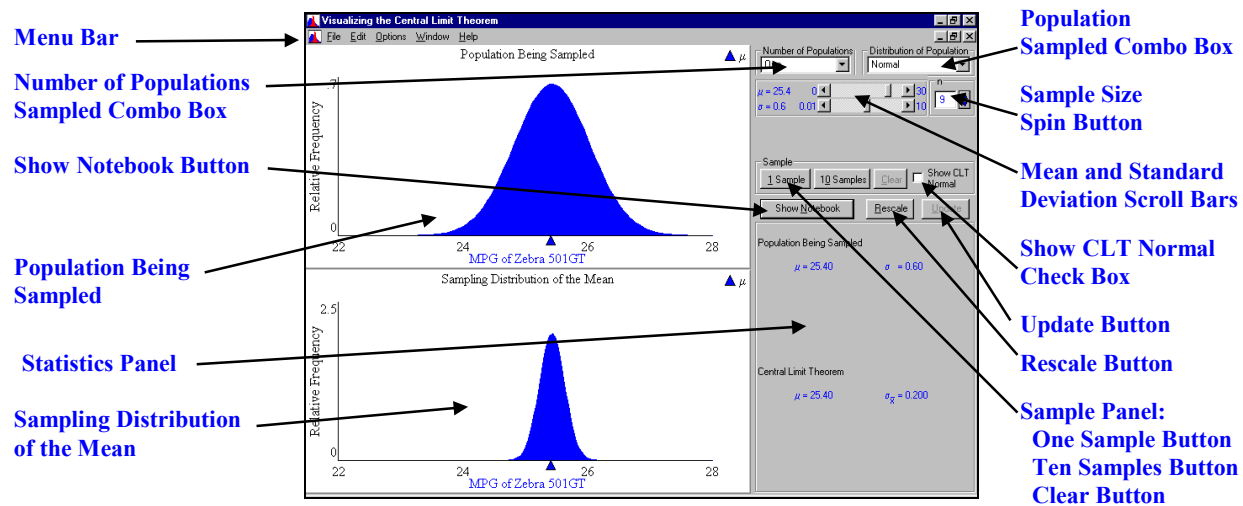 Menu Bar
Number of Populations
Sampled Combo Box
Show Notebook Button
Population Being
Sampled
Statistics Panel
Sampling Distribution
of the Mean
Visualizing the Central Limit Theorem
File Edit Options Window Help
Population Being Sampled
μ
.7
Relative Frequency
0
22 24 26 28
MPG of Zebra 501GT
Sampling Distribution of the Mean
μ
2.5
Relative Frequency
0
22 24 26 28
MPG of Zebra 501GT
Number of Populations
Distribution of Population
Normal
μ = 25.4 0 30
σ = 0.6 0.01 10
n
9
Sample
1 Sample 10 Samples Clear Show CLT
Normal
Show Notebook Rescale Update
Population Being Sampled
μ = 25.40 σ = 0.60
Central Limit Theorem
μ = 25.40 σx̄ = 0.200
Population
Sampled Combo Box
Sample Size
Spin Button
Mean and Standard
Deviation Scroll Bars
Show CLT Normal
Check Box
Update Button
Rescale Button
Sample Panel:
One Sample Button
Ten Samples Button
Clear Button